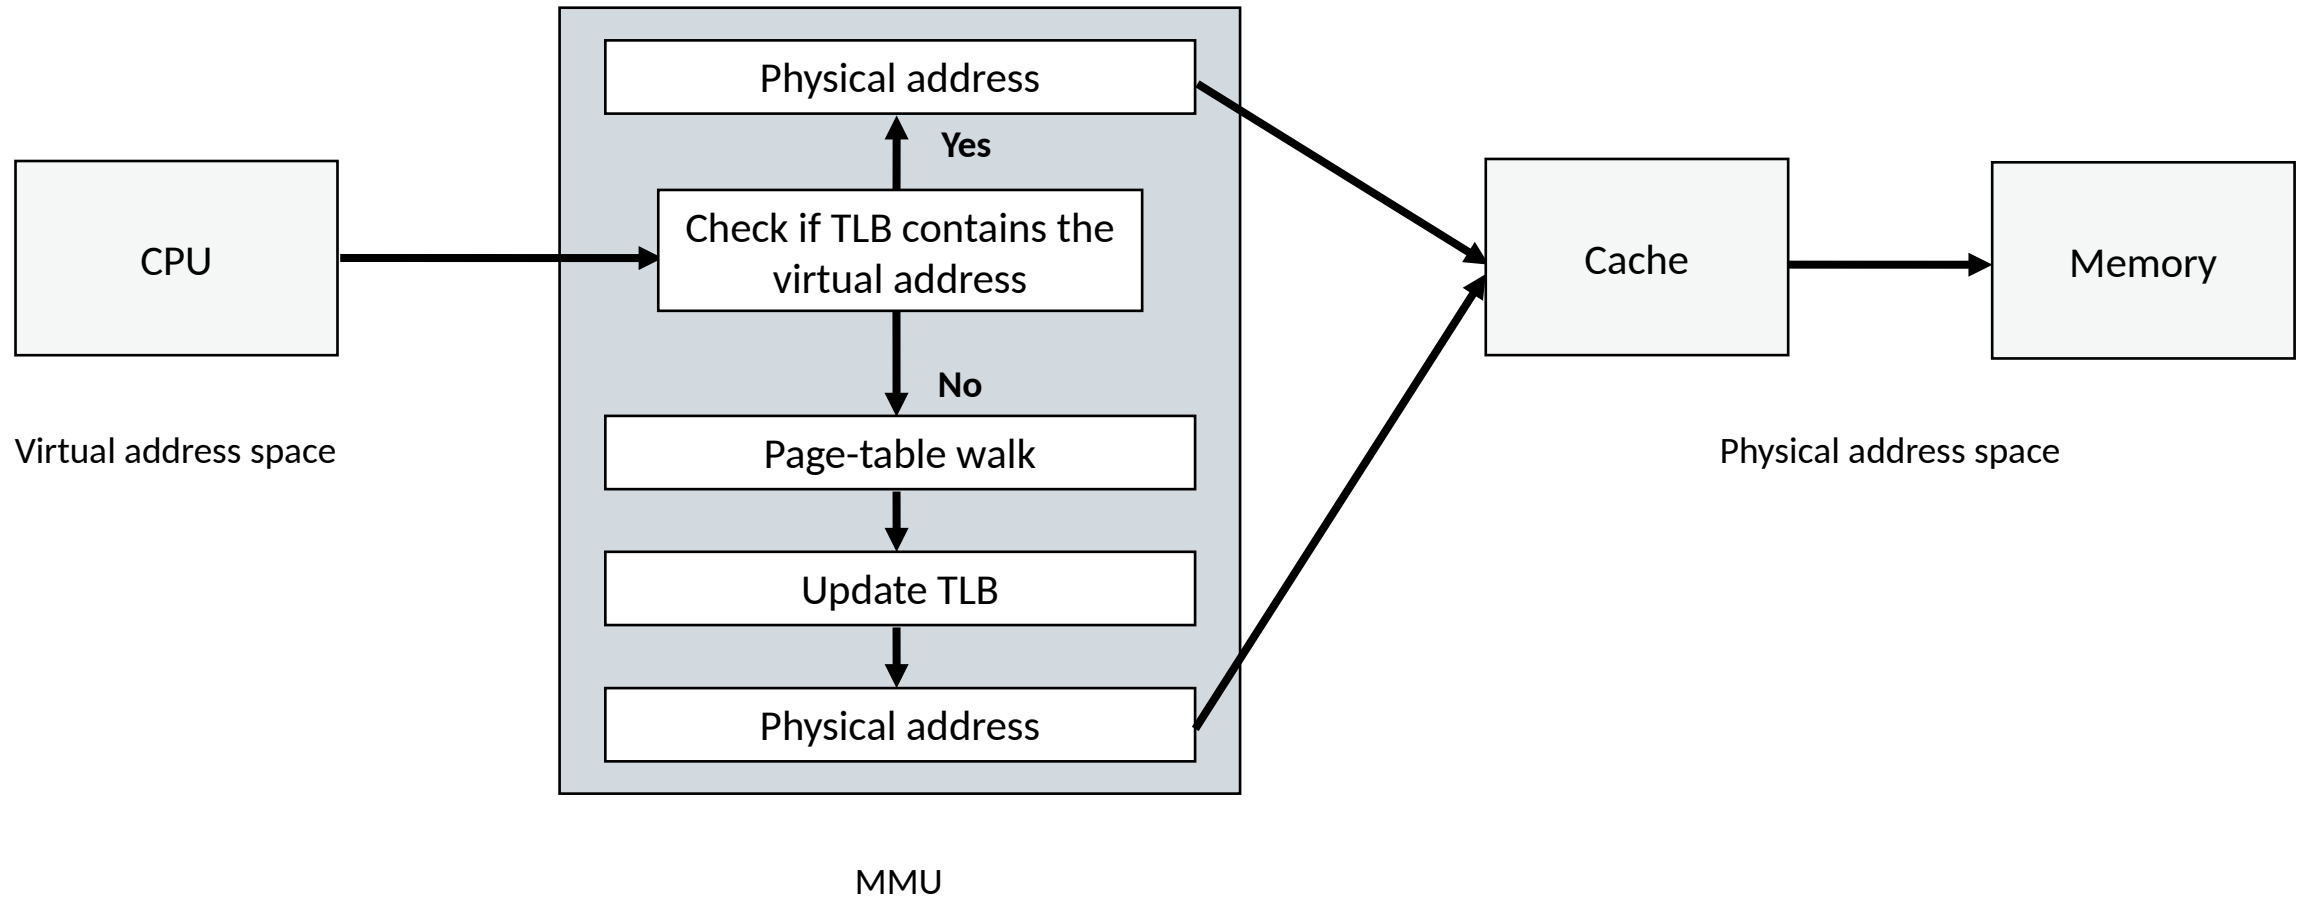 Physical address
Yes
CPU
Check if TLB contains the
virtual address
Cache
Memory
No
Virtual address space
Page-table walk
Physical address space
Update TLB
Physical address
MMU